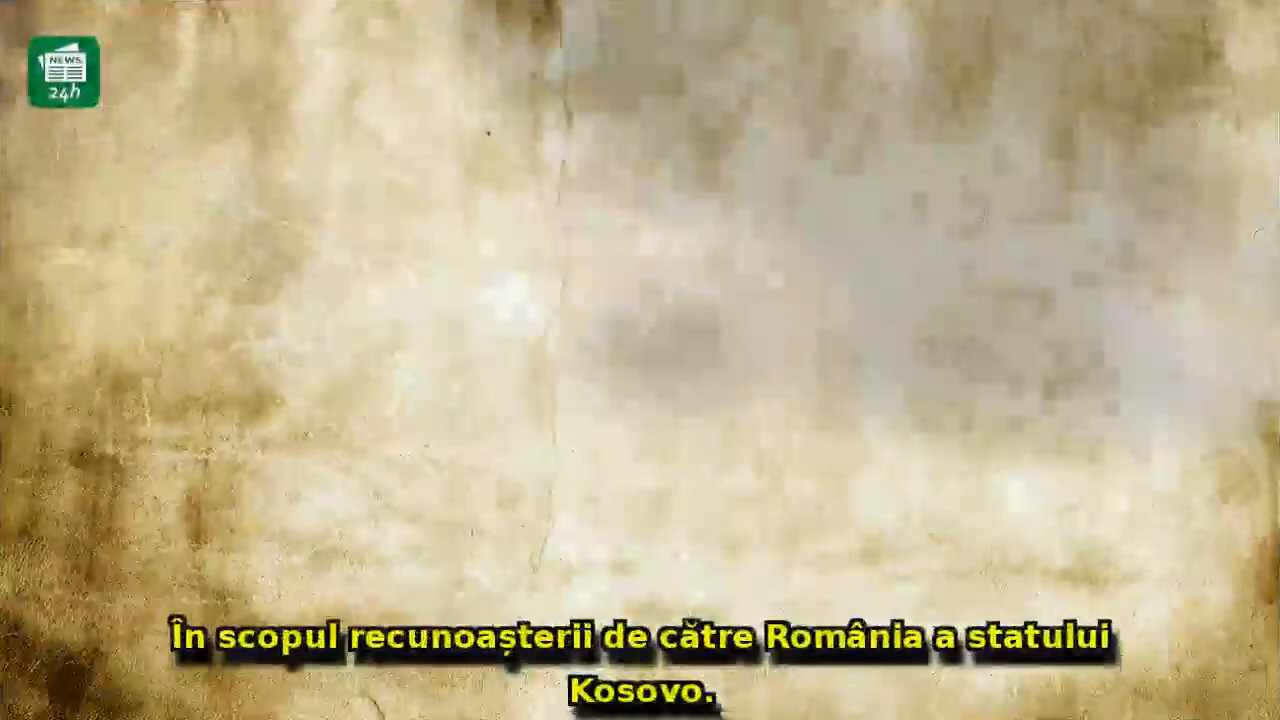 NEWS
24h
În scopul recunoașterii de către România a statului
Kosovo.